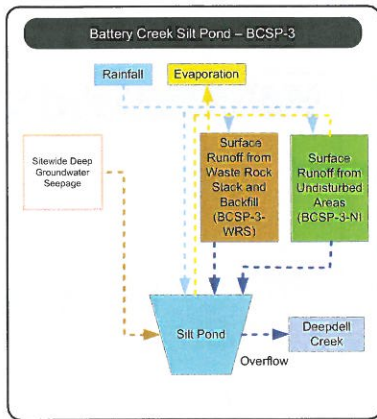 Battery Creek Silt Pond – BCSP-3
Rainfall
Evaporation
Sitewide Deep
Groundwater
Seepage
Surface
Runoff from
Waste Rock
Stack and
Backfill
(BCSP-3-
WRS)
Surface
Runoff from
Undisturbed
Areas
(BCSP-3-N)
Silt Pond
Deepdell
Creek
Overflow